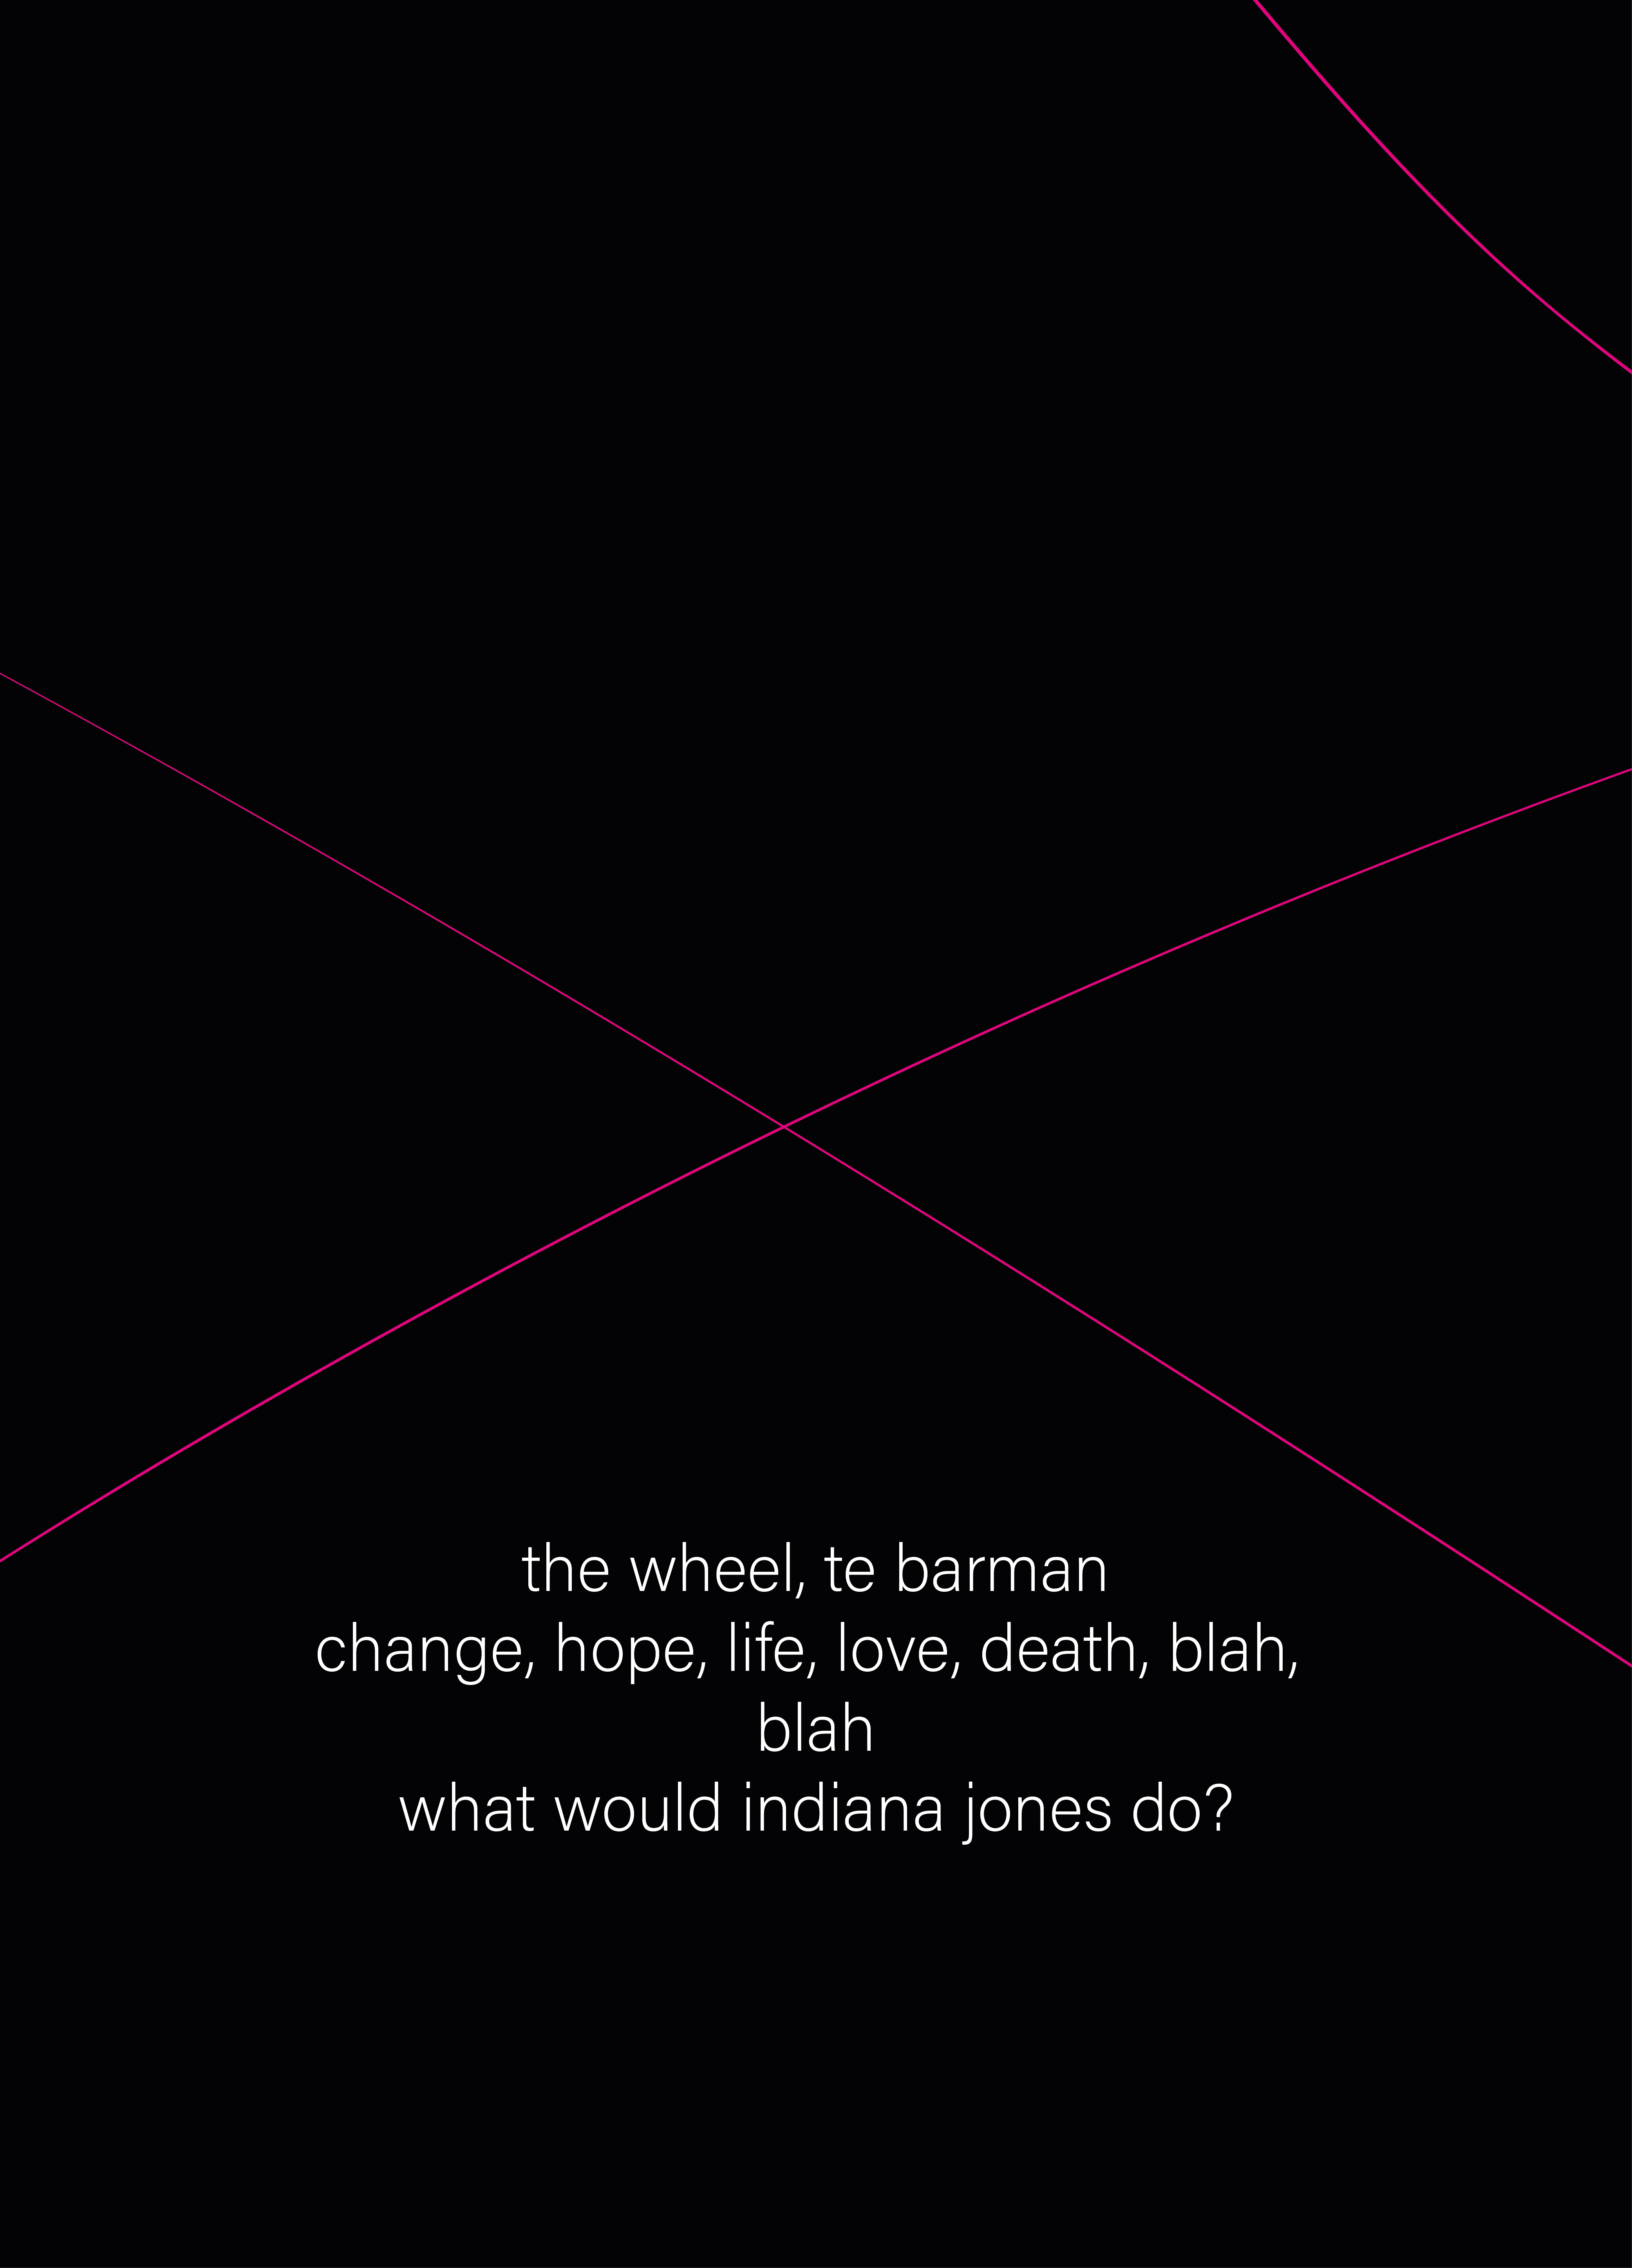 the wheel, te barman
change, hope, life, love, death, blah,
blah
what would indiana jones do?